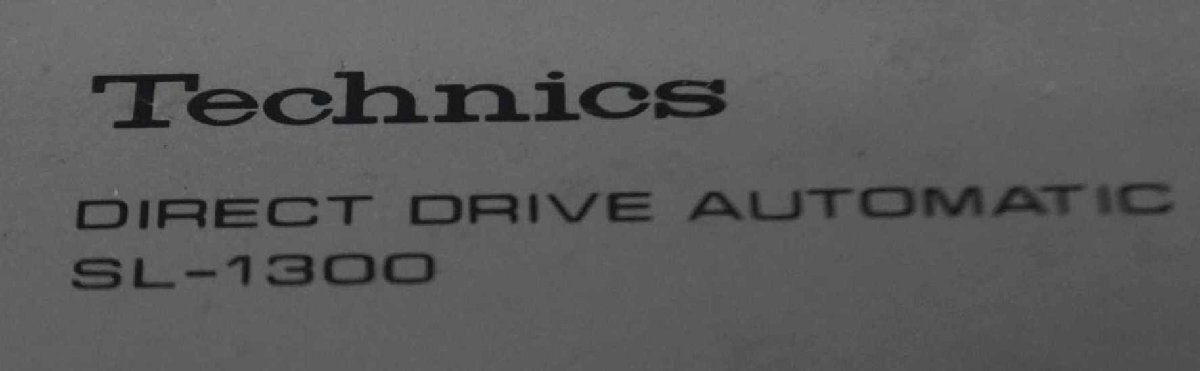 Technics
DIRECT DRIVE AUTOMATIC
SL-1300